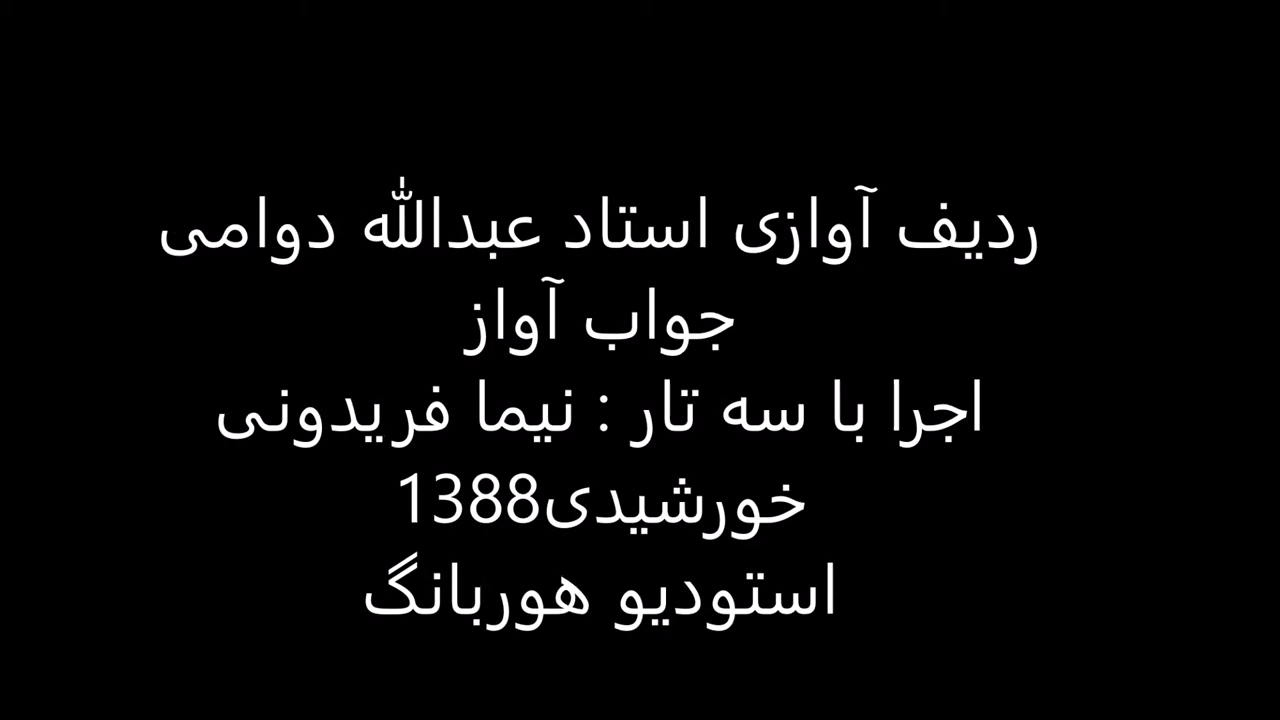 ردیف آوازی استاد عبدالله دوامی
جواب آواز
اجرا با سه تار : نیما فریدونی
خورشیدی1388
استودیو هوربانگ